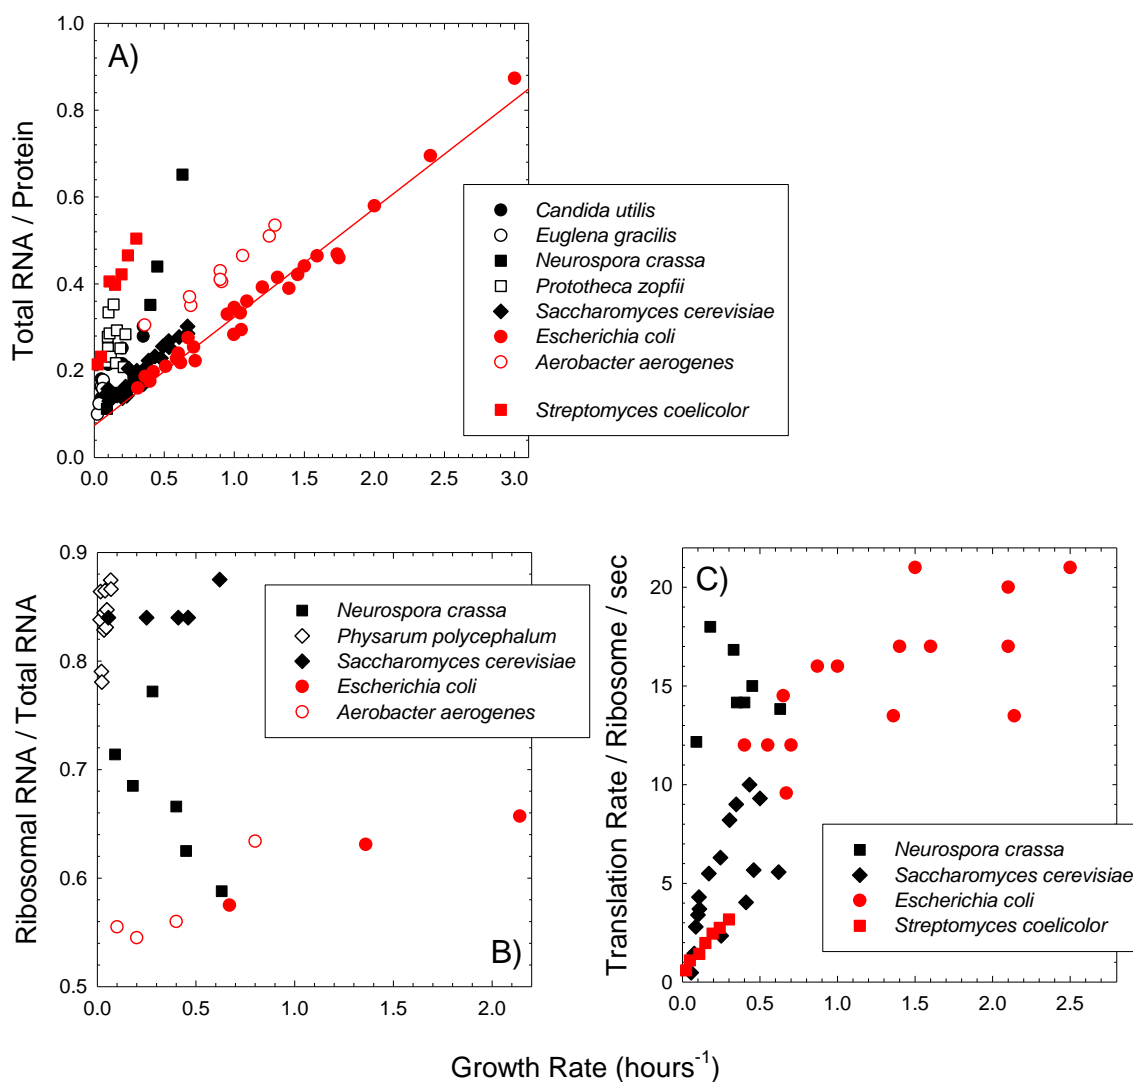 A)
Total RNA / Protein
1.0
0.8
0.6
0.4
0.2
0.0
0.0 0.5 1.0 1.5 2.0 2.5 3.0
Candida utilis
Euglena gracilis
Neurospora crassa
Prototheca zopfii
Saccharomyces cerevisiae
Escherichia coli
Aerobacter aerogenes
Streptomyces coelicolor
B)
Ribosomal RNA / Total RNA
0.9
0.8
0.7
0.6
0.5
0.0 0.5 1.0 1.5 2.0
Neurospora crassa
Physarum polycephalum
Saccharomyces cerevisiae
Escherichia coli
Aerobacter aerogenes
C)
Translation Rate / Ribosome / sec
20
15
10
5
0
0.0 0.5 1.0 1.5 2.0 2.5
Neurospora crassa
Saccharomyces cerevisiae
Escherichia coli
Streptomyces coelicolor
Growth Rate (hours⁻¹)